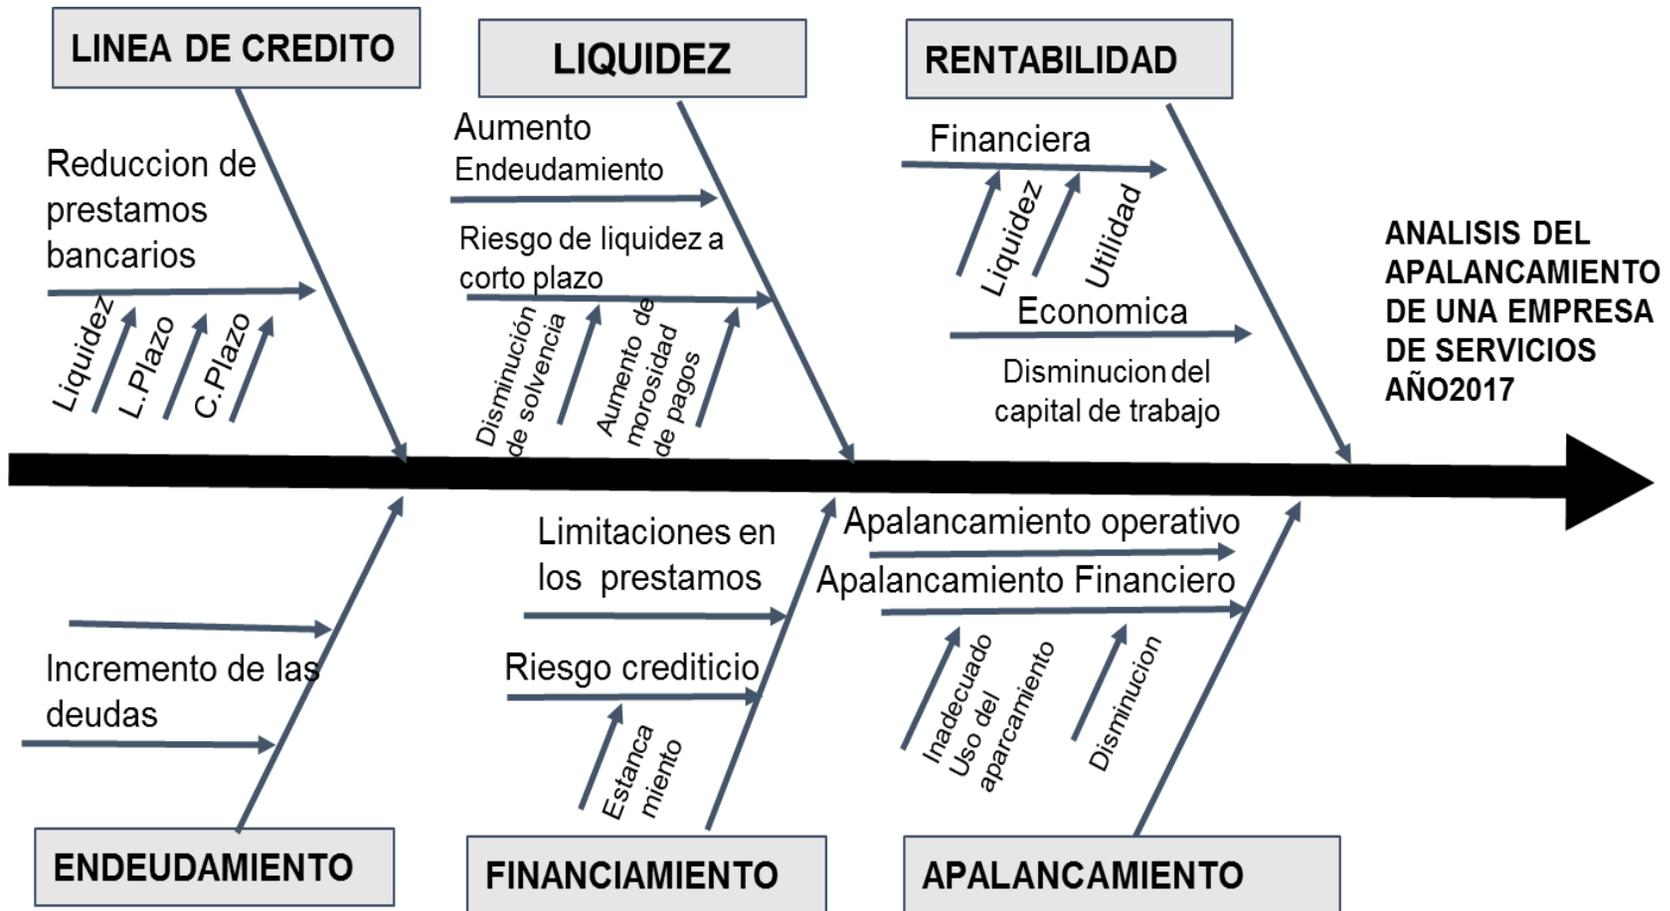 LINEA DE CREDITO
LIQUIDEZ
RENTABILIDAD
Reduccion de
prestamos
bancarios
Liquidez
L.Plazo
C.Plazo
Aumento
Endeudamiento
Riesgo de liquidez a
corto plazo
Disminución
de solvencia
Aumento de
morosidad
de pagos
Financiera
Liquidez
Utilidad
Economica
Disminucion del
capital de trabajo
ANALISIS DEL
APALANCAMIENTO
DE UNA EMPRESA
DE SERVICIOS
AÑO2017
Incremento de las
deudas
Limitaciones en
los prestamos
Riesgo crediticio
Estanca
miento
Apalancamiento operativo
Apalancamiento Financiero
Inadecuado
Uso del
aparcamiento
Disminucion
ENDEUDAMIENTO
FINANCIAMIENTO
APALANCAMIENTO